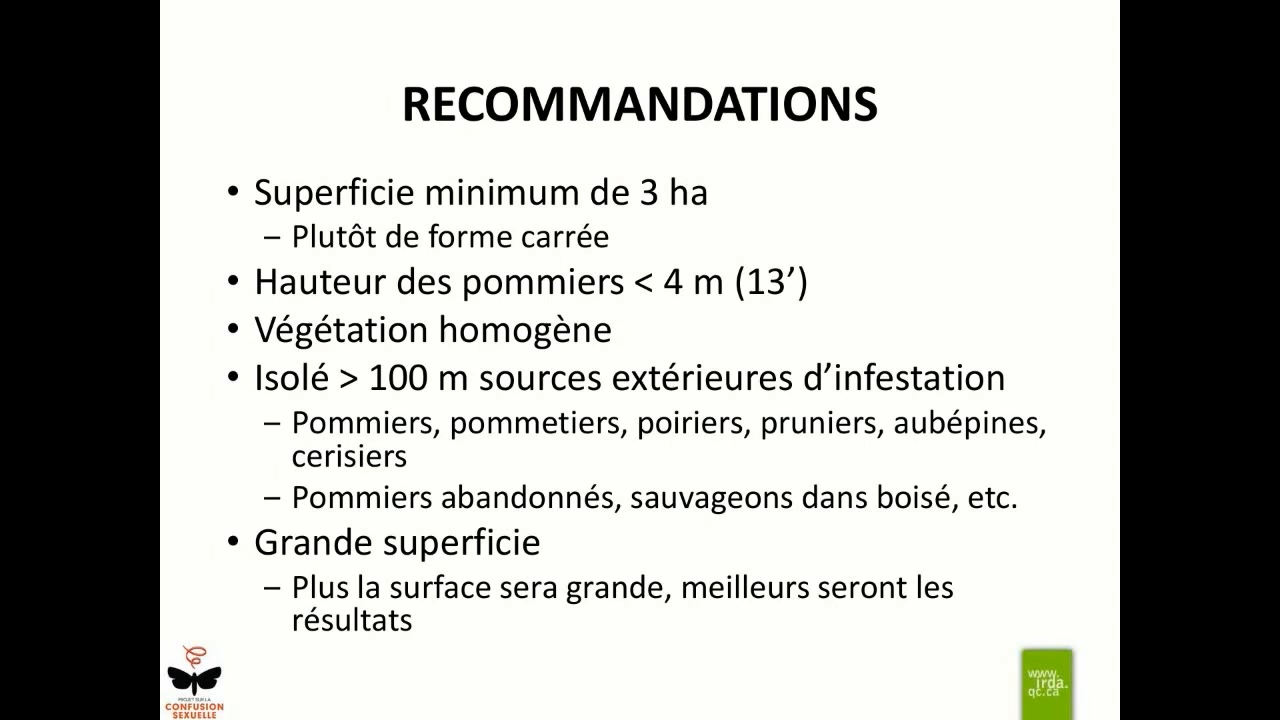 RECOMMANDATIONS
• Superficie minimum de 3 ha
– Plutôt de forme carrée
• Hauteur des pommiers < 4 m (13’)
• Végétation homogène
• Isolé > 100 m sources extérieures d’infestation
– Pommiers, pommetiers, poiriers, pruniers, aubépines,
cerisiers
– Pommiers abandonnés, sauvageons dans boisé, etc.
• Grande superficie
– Plus la surface sera grande, meilleurs seront les
résultats
PROJET SUR LA
CONFUSION
SEXUELLE
www.
irda.
qc.ca